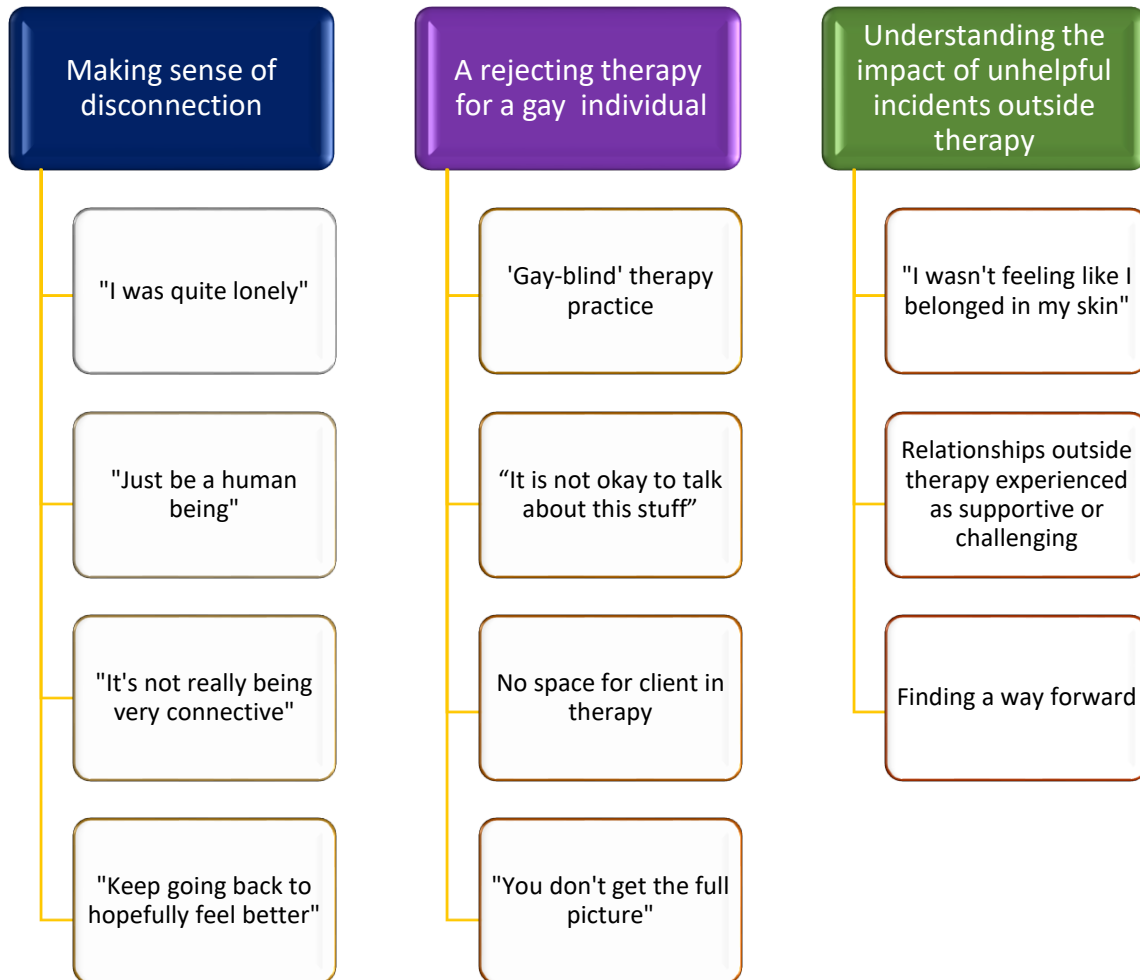 Making sense of
disconnection
"I was quite lonely"
"Just be a human
being"
"It's not really being
very connective"
"Keep going back to
hopefully feel better"
A rejecting therapy
for a gay  individual
'Gay-blind' therapy
practice
“It is not okay to talk
about this stuff”
No space for client in
therapy
"You don't get the full
picture"
Understanding the
impact of unhelpful
incidents outside
therapy
"I wasn't feeling like I
belonged in my skin"
Relationships outside
therapy experienced
as supportive or
challenging
Finding a way forward